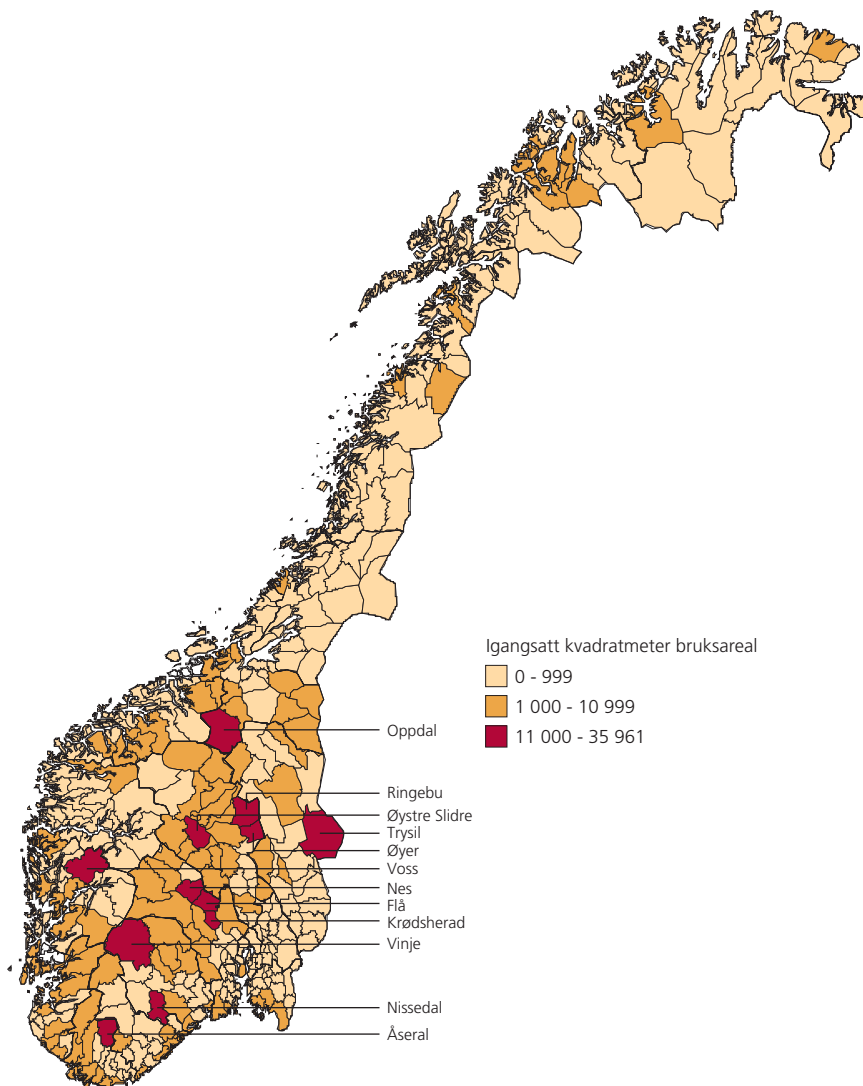 Igangsatt kvadratmeter bruksareal
0 - 999
1 000 - 10 999
11 000 - 35 961
Oppdal
Ringebu
Øystre Slidre
Trysil
Øyer
Voss
Nes
Flå
Krødsherad
Vinje
Nissedal
Åseral